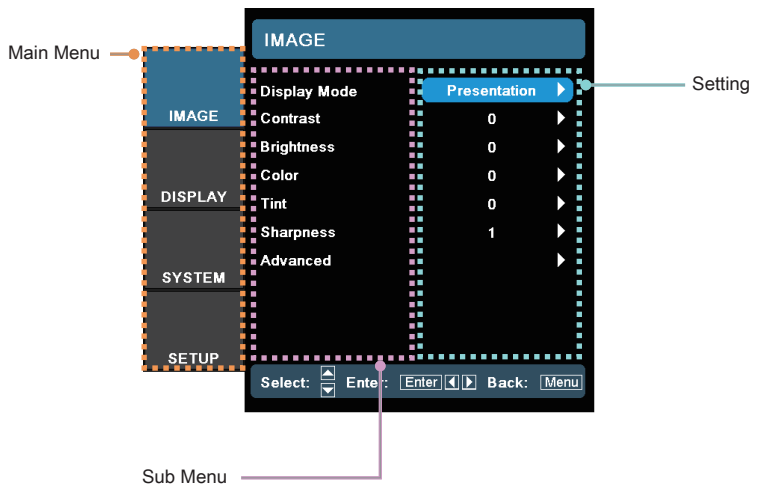 IMAGE
Main Menu
Display Mode Presentation
Setting
IMAGE
Contrast 0
Brightness 0
Color 0
DISPLAY
Tint 0
Sharpness 1
Advanced
SYSTEM
SETUP
Select: Enter: Enter Back: Menu
Sub Menu